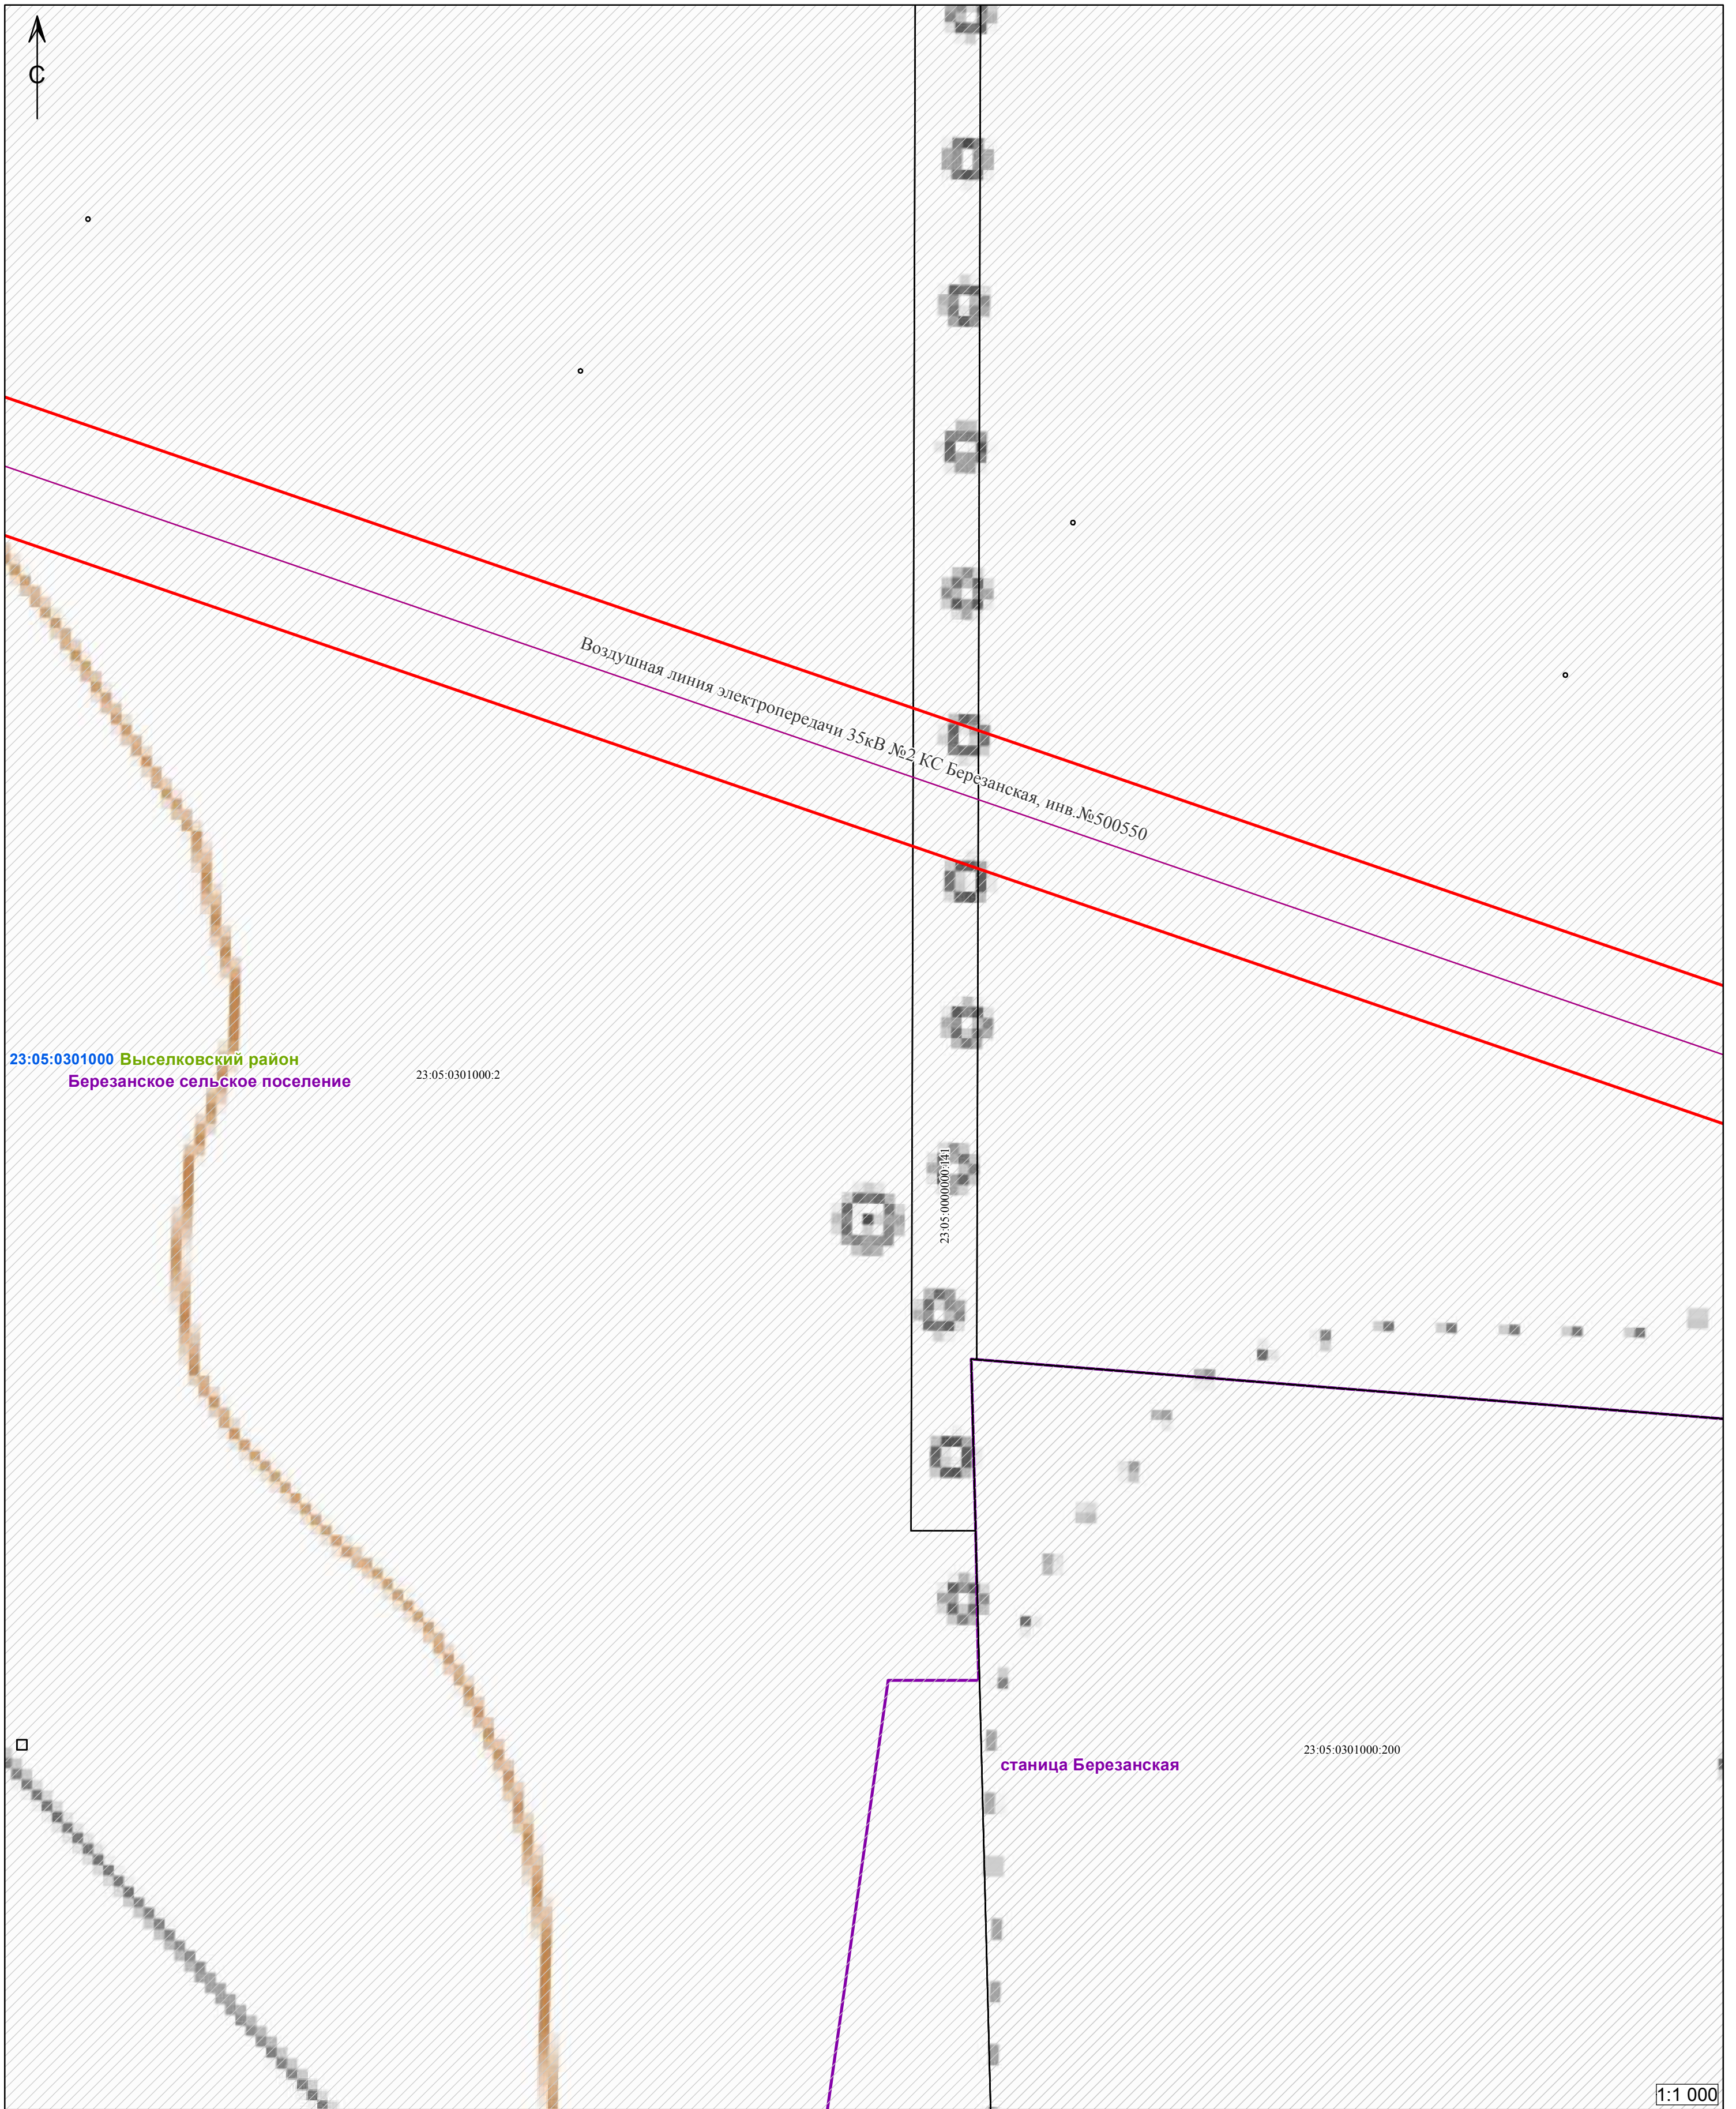 С
Воздушная линия электропередачи 35кВ №2 КС Березанская, инв.№500550
23:05:0301000 Выселковский район
Березанское сельское поселение
23:05:0301000:2
23:05:0000000:141
станица Березанская
23:05:0301000:200
1:1 000